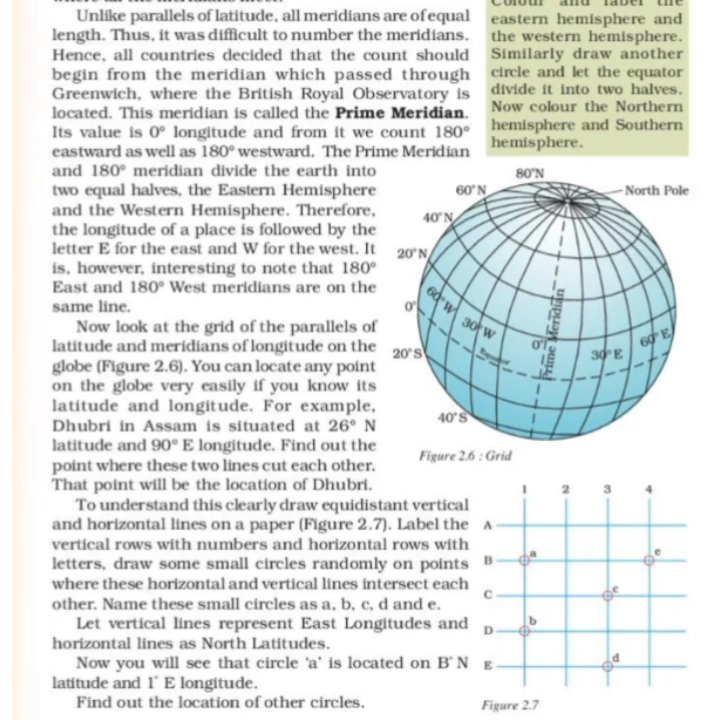 Unlike parallels of latitude, all meridians are of equal
length. Thus, it was difficult to number the meridians.
Hence, all countries decided that the count should
begin from the meridian which passed through
Greenwich, where the British Royal Observatory is
located. This meridian is called the Prime Meridian.
Its value is 0° longitude and from it we count 180°
eastward as well as 180° westward. The Prime Meridian
and 180° meridian divide the earth into
two equal halves, the Eastern Hemisphere
and the Western Hemisphere. Therefore,
the longitude of a place is followed by the
letter E for the east and W for the west. It
is, however, interesting to note that 180°
East and 180° West meridians are on the
same line.
Now look at the grid of the parallels of
latitude and meridians of longitude on the
globe (Figure 2.6). You can locate any point
on the globe very easily if you know its
latitude and longitude. For example,
Dhubri in Assam is situated at 26° N
latitude and 90° E longitude. Find out the
point where these two lines cut each other.
That point will be the location of Dhubri.
To understand this clearly draw equidistant vertical
and horizontal lines on a paper (Figure 2.7). Label the
vertical rows with numbers and horizontal rows with
letters, draw some small circles randomly on points
where these horizontal and vertical lines intersect each
other. Name these small circles as a, b, c, d and e.
Let vertical lines represent East Longitudes and
horizontal lines as North Latitudes.
Now you will see that circle 'a' is located on B° N
latitude and 1° E longitude.
Find out the location of other circles.
eastern hemisphere and
the western hemisphere.
Similarly draw another
circle and let the equator
divide it into two halves.
Now colour the Northern
hemisphere and Southern
hemisphere.
80°N
60°N
North Pole
40°N
20°N
0°
20°S
40°S
60°W
30°W
0°
30°E
60°E
Prime Meridian
Equator
Figure 2.6 : Grid
1 2 3 4
A
B a e
C c
D b
E d
Figure 2.7